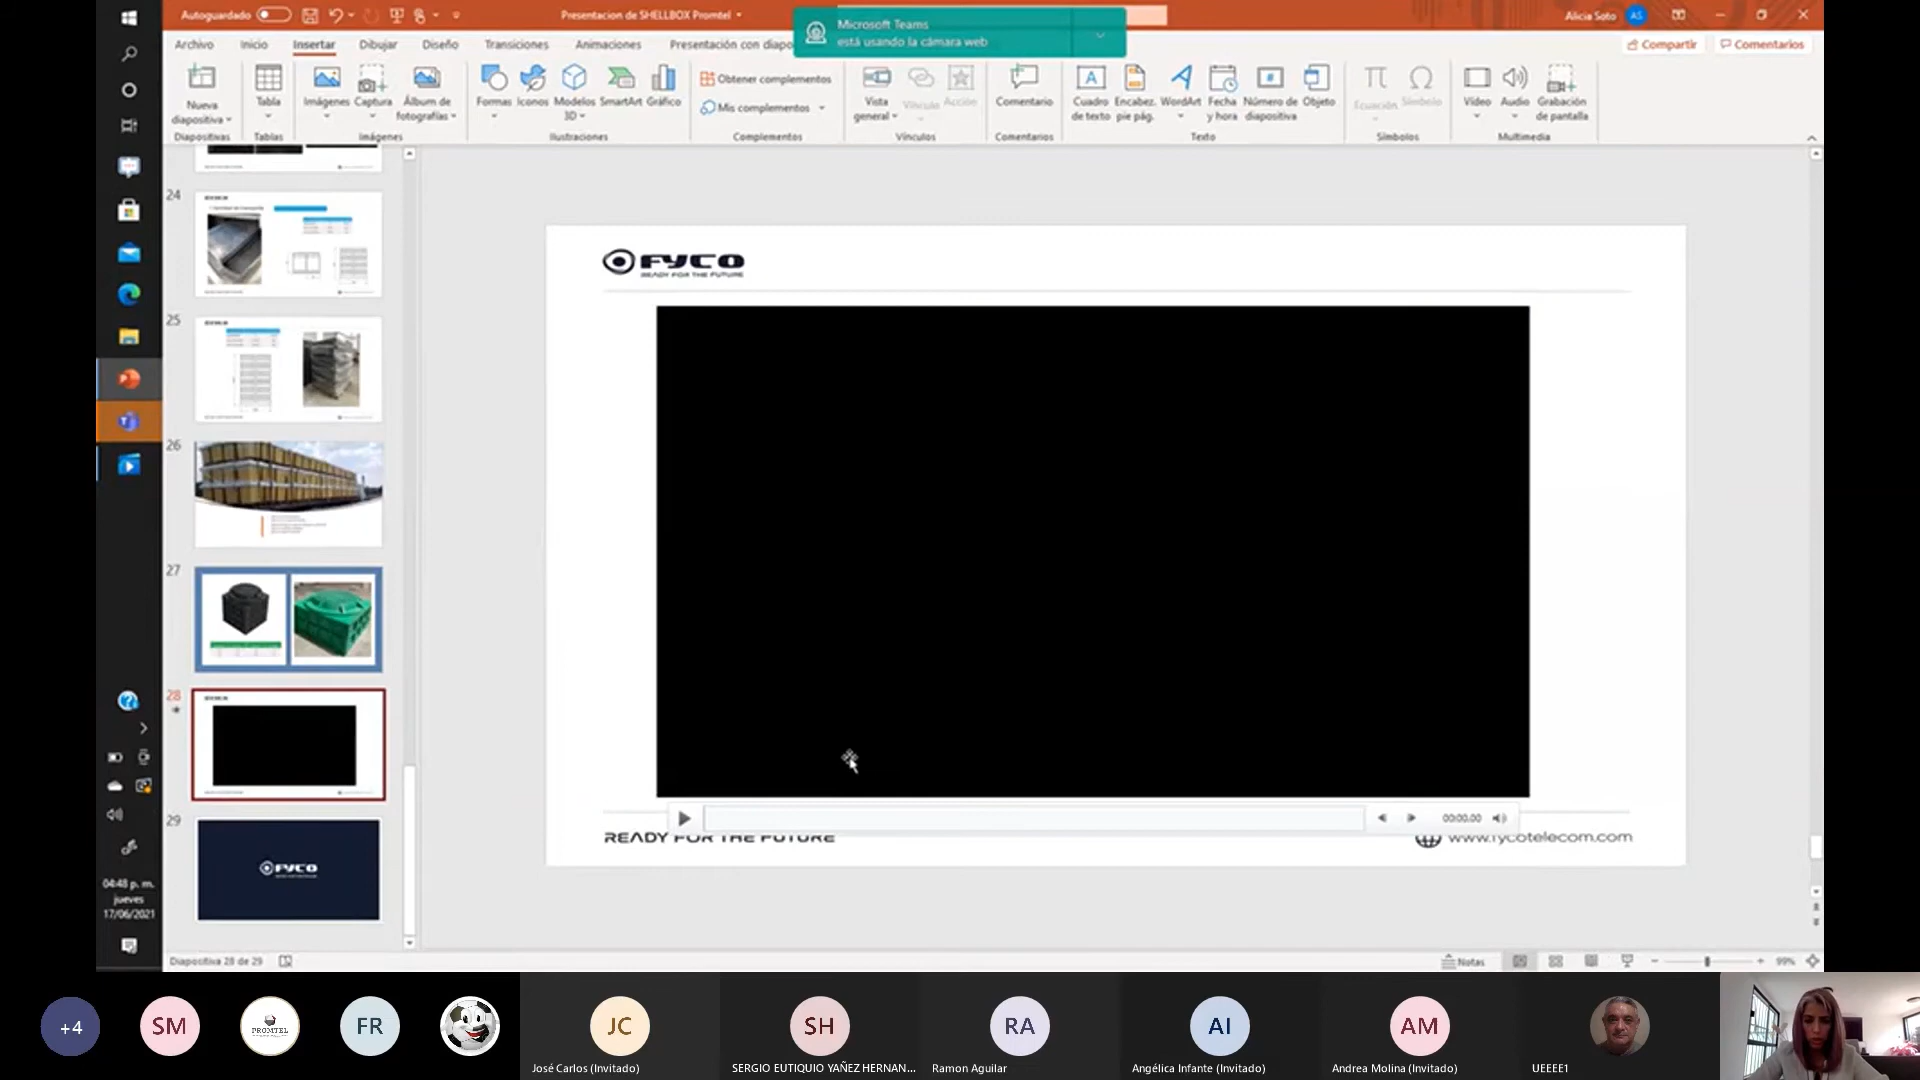 Autoguardado
Presentacion de SHELLBOX Promtel
Microsoft Teams
está usando la cámara web
Alicia Soto
AS
Archivo
Inicio
Insertar
Dibujar
Diseño
Transiciones
Animaciones
Presentación con diapo
Compartir
Comentarios
Nueva
diapositiva
Diapositivas
Tabla
Tablas
Imágenes
Captura
Álbum de
fotografías
Imágenes
Formas
Iconos
Modelos
3D
SmartArt
Gráfico
Ilustraciones
Obtener complementos
Mis complementos
Complementos
Vista
general
Vínculo
Acción
Vínculos
Comentario
Comentarios
Cuadro
de texto
Encabez.
pie pág.
WordArt
Fecha
y hora
Número de
diapositiva
Objeto
Texto
Ecuación
Símbolo
Símbolos
Vídeo
Audio
Grabación
de pantalla
Multimedia
24
25
26
27
28
29
FYCO
FYCO
READY FOR THE FUTURE
00:00.00
READY FOR THE FUTURE
www.fycotelecom.com
04:48 p. m.
jueves
17/06/2021
Diapositiva 28 de 29
Notas
99%
+4
SM
PROMTEL
FR
JC
José Carlos (Invitado)
SH
SERGIO EUTIQUIO YAÑEZ HERNAN...
RA
Ramon Aguilar
AI
Angélica Infante (Invitado)
AM
Andrea Molina (Invitado)
UEEEE1